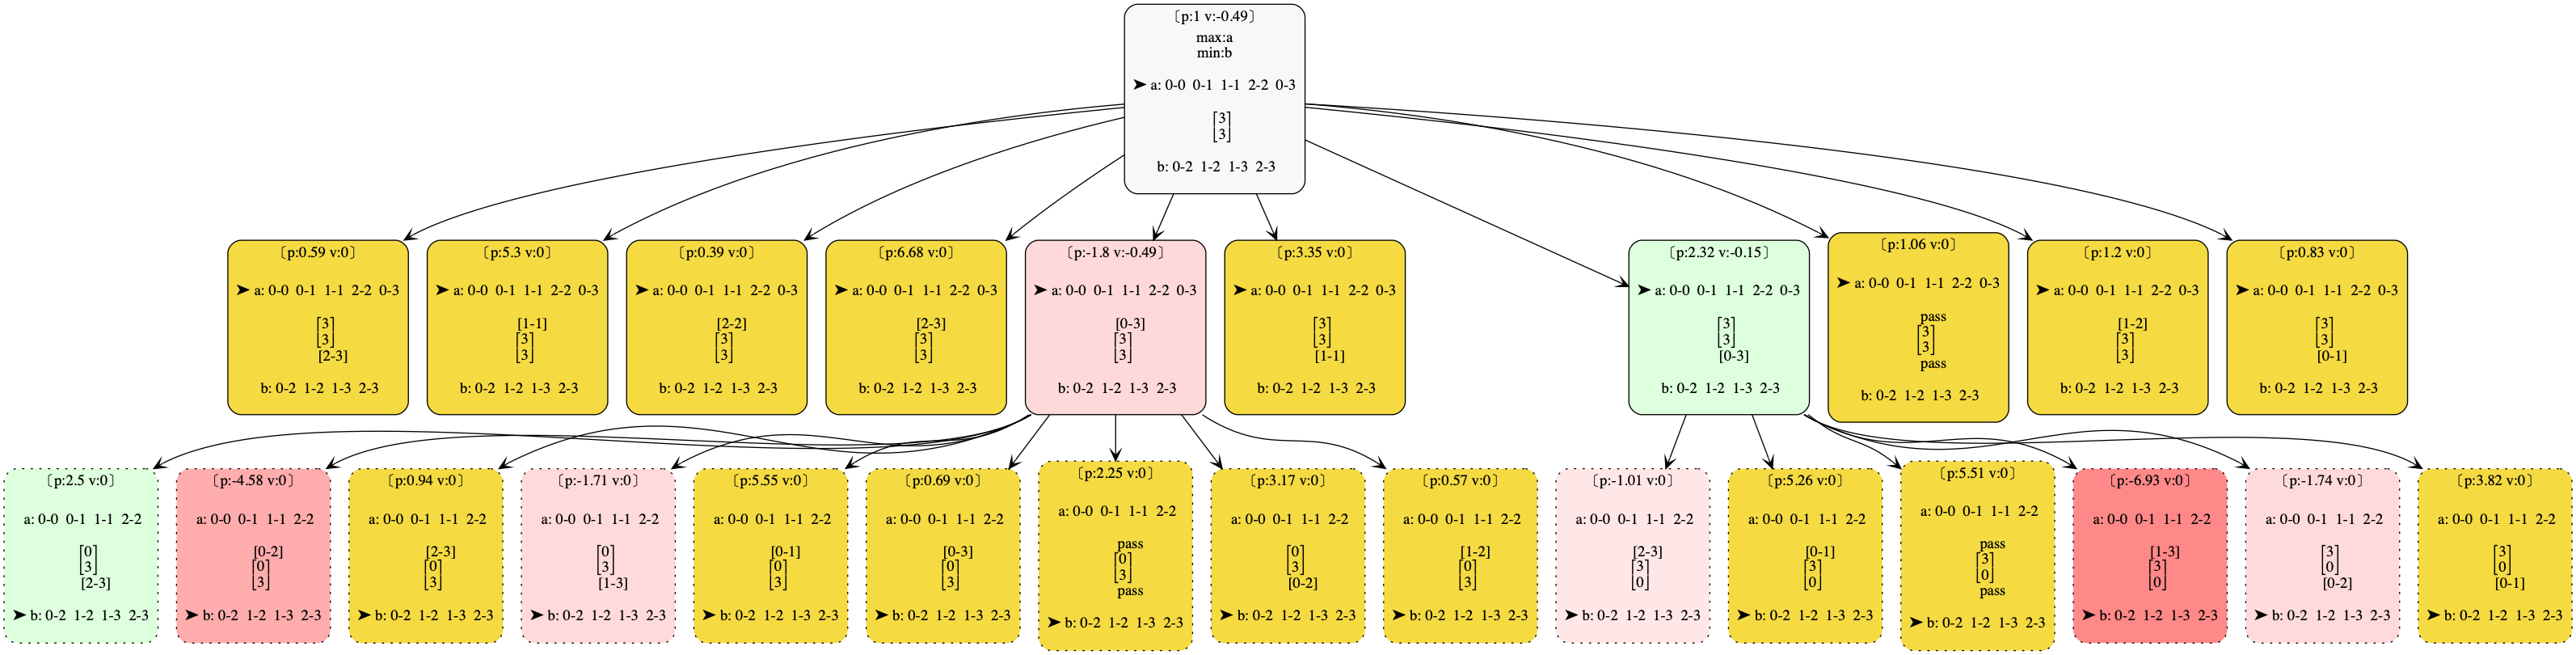 〔p:1 v:-0.49〕
max:a
min:b
➤ a: 0-0 0-1 1-1 2-2 0-3
⎡3⎤
⎣3⎦
b: 0-2 1-2 1-3 2-3
〔p:0.59 v:0〕
➤ a: 0-0 0-1 1-1 2-2 0-3
⎡3⎤
⎣3⎦
[2-3]
b: 0-2 1-2 1-3 2-3
〔p:5.3 v:0〕
➤ a: 0-0 0-1 1-1 2-2 0-3
[1-1]
⎡3⎤
⎣3⎦
b: 0-2 1-2 1-3 2-3
〔p:0.39 v:0〕
➤ a: 0-0 0-1 1-1 2-2 0-3
[2-2]
⎡3⎤
⎣3⎦
b: 0-2 1-2 1-3 2-3
〔p:6.68 v:0〕
➤ a: 0-0 0-1 1-1 2-2 0-3
[2-3]
⎡3⎤
⎣3⎦
b: 0-2 1-2 1-3 2-3
〔p:-1.8 v:-0.49〕
➤ a: 0-0 0-1 1-1 2-2 0-3
[0-3]
⎡3⎤
⎣3⎦
b: 0-2 1-2 1-3 2-3
〔p:3.35 v:0〕
➤ a: 0-0 0-1 1-1 2-2 0-3
⎡3⎤
⎣3⎦
[1-1]
b: 0-2 1-2 1-3 2-3
〔p:2.32 v:-0.15〕
➤ a: 0-0 0-1 1-1 2-2 0-3
⎡3⎤
⎣3⎦
[0-3]
b: 0-2 1-2 1-3 2-3
〔p:1.06 v:0〕
➤ a: 0-0 0-1 1-1 2-2 0-3
pass
⎡3⎤
⎣3⎦
pass
b: 0-2 1-2 1-3 2-3
〔p:1.2 v:0〕
➤ a: 0-0 0-1 1-1 2-2 0-3
[1-2]
⎡3⎤
⎣3⎦
b: 0-2 1-2 1-3 2-3
〔p:0.83 v:0〕
➤ a: 0-0 0-1 1-1 2-2 0-3
⎡3⎤
⎣3⎦
[0-1]
b: 0-2 1-2 1-3 2-3
〔p:2.5 v:0〕
a: 0-0 0-1 1-1 2-2
⎡0⎤
⎣3⎦
[2-3]
➤ b: 0-2 1-2 1-3 2-3
〔p:-4.58 v:0〕
a: 0-0 0-1 1-1 2-2
[0-2]
⎡0⎤
⎣3⎦
➤ b: 0-2 1-2 1-3 2-3
〔p:0.94 v:0〕
a: 0-0 0-1 1-1 2-2
[2-3]
⎡0⎤
⎣3⎦
➤ b: 0-2 1-2 1-3 2-3
〔p:-1.71 v:0〕
a: 0-0 0-1 1-1 2-2
⎡0⎤
⎣3⎦
[1-3]
➤ b: 0-2 1-2 1-3 2-3
〔p:5.55 v:0〕
a: 0-0 0-1 1-1 2-2
[0-1]
⎡0⎤
⎣3⎦
➤ b: 0-2 1-2 1-3 2-3
〔p:0.69 v:0〕
a: 0-0 0-1 1-1 2-2
[0-3]
⎡0⎤
⎣3⎦
➤ b: 0-2 1-2 1-3 2-3
〔p:2.25 v:0〕
a: 0-0 0-1 1-1 2-2
pass
⎡0⎤
⎣3⎦
pass
➤ b: 0-2 1-2 1-3 2-3
〔p:3.17 v:0〕
a: 0-0 0-1 1-1 2-2
⎡0⎤
⎣3⎦
[0-2]
➤ b: 0-2 1-2 1-3 2-3
〔p:0.57 v:0〕
a: 0-0 0-1 1-1 2-2
[1-2]
⎡0⎤
⎣3⎦
➤ b: 0-2 1-2 1-3 2-3
〔p:-1.01 v:0〕
a: 0-0 0-1 1-1 2-2
[2-3]
⎡3⎤
⎣0⎦
➤ b: 0-2 1-2 1-3 2-3
〔p:5.26 v:0〕
a: 0-0 0-1 1-1 2-2
[0-1]
⎡3⎤
⎣0⎦
➤ b: 0-2 1-2 1-3 2-3
〔p:5.51 v:0〕
a: 0-0 0-1 1-1 2-2
pass
⎡3⎤
⎣0⎦
pass
➤ b: 0-2 1-2 1-3 2-3
〔p:-6.93 v:0〕
a: 0-0 0-1 1-1 2-2
[1-3]
⎡3⎤
⎣0⎦
➤ b: 0-2 1-2 1-3 2-3
〔p:-1.74 v:0〕
a: 0-0 0-1 1-1 2-2
⎡3⎤
⎣0⎦
[0-2]
➤ b: 0-2 1-2 1-3 2-3
〔p:3.82 v:0〕
a: 0-0 0-1 1-1 2-2
⎡3⎤
⎣0⎦
[0-1]
➤ b: 0-2 1-2 1-3 2-3